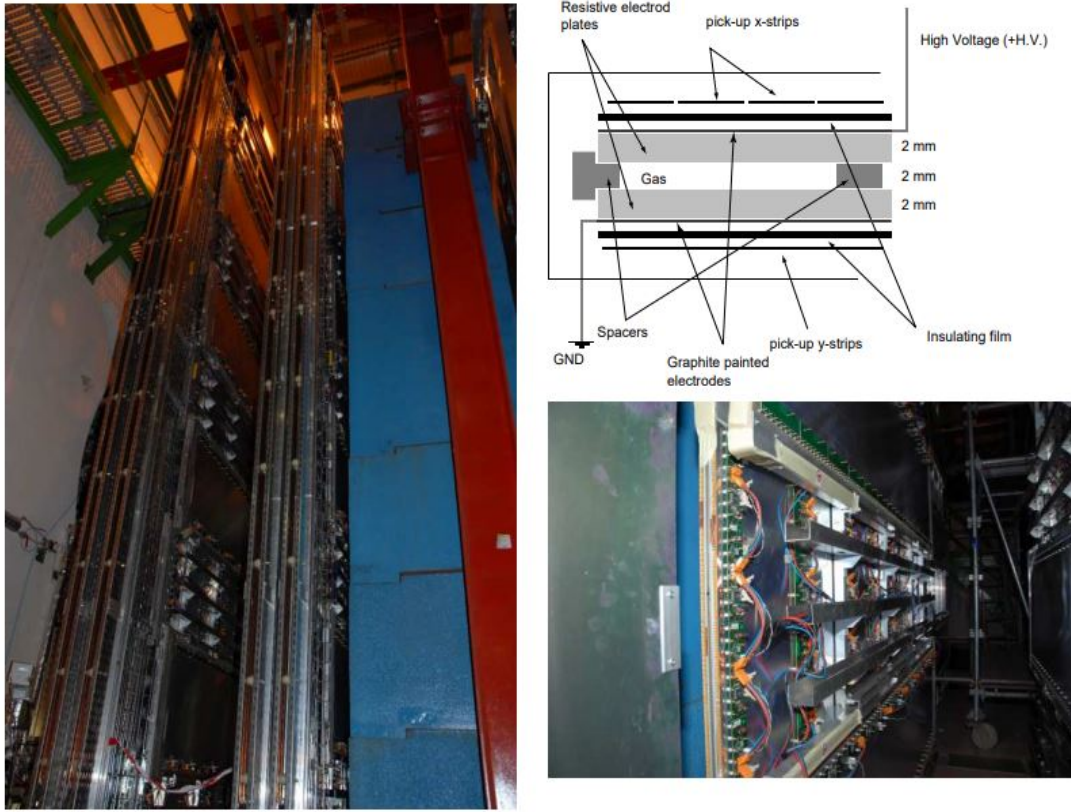 Resistive electrod
plates
pick-up x-strips
High Voltage (+H.V.)
2 mm
Gas
2 mm
2 mm
Spacers
GND
pick-up y-strips
Insulating film
Graphite painted
electrodes